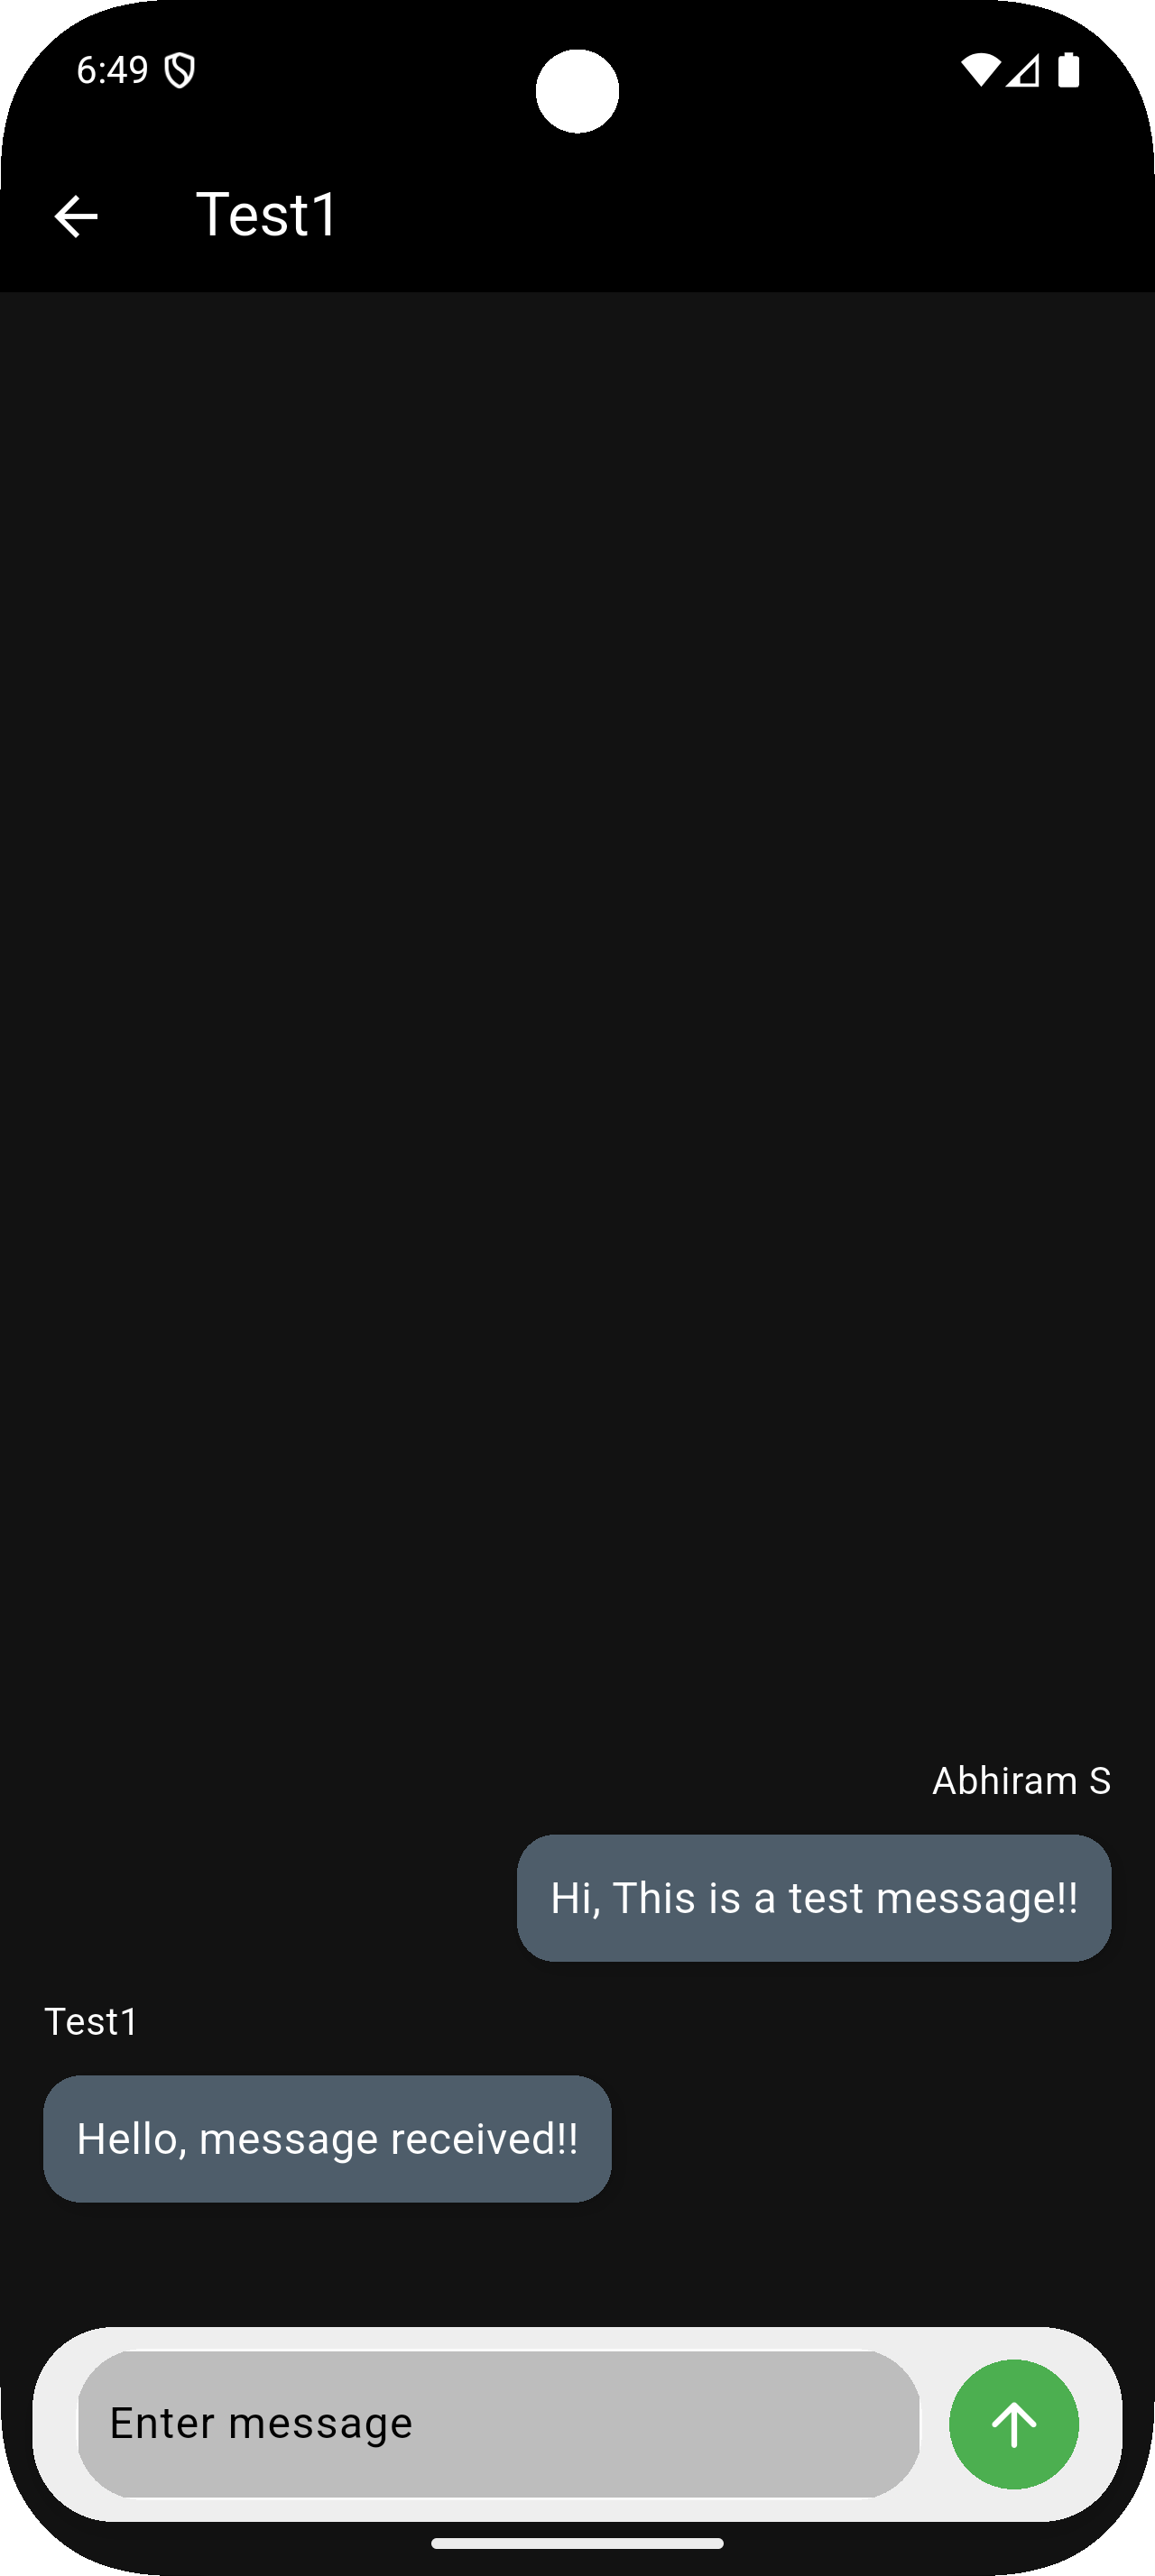 6:49
Test1
Abhiram S
Hi, This is a test message!!
Test1
Hello, message received!!
Enter message